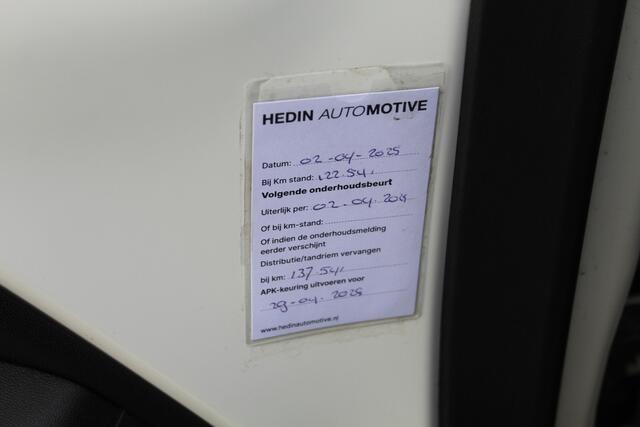 HEDIN AUTOMOTIVE
Datum: 02-04-2025
Bij Km stand: 122.541
Volgende onderhoudsbeurt
Uiterlijk per: 02-04.
Of bij km-stand:
Of indien de onderhoudsmelding
eerder verschijnt
Distributie/tandriem vervangen
bij km: 137.541
APK-keuring uitvoeren voor
29-04.
www.hedinautomotive.nl